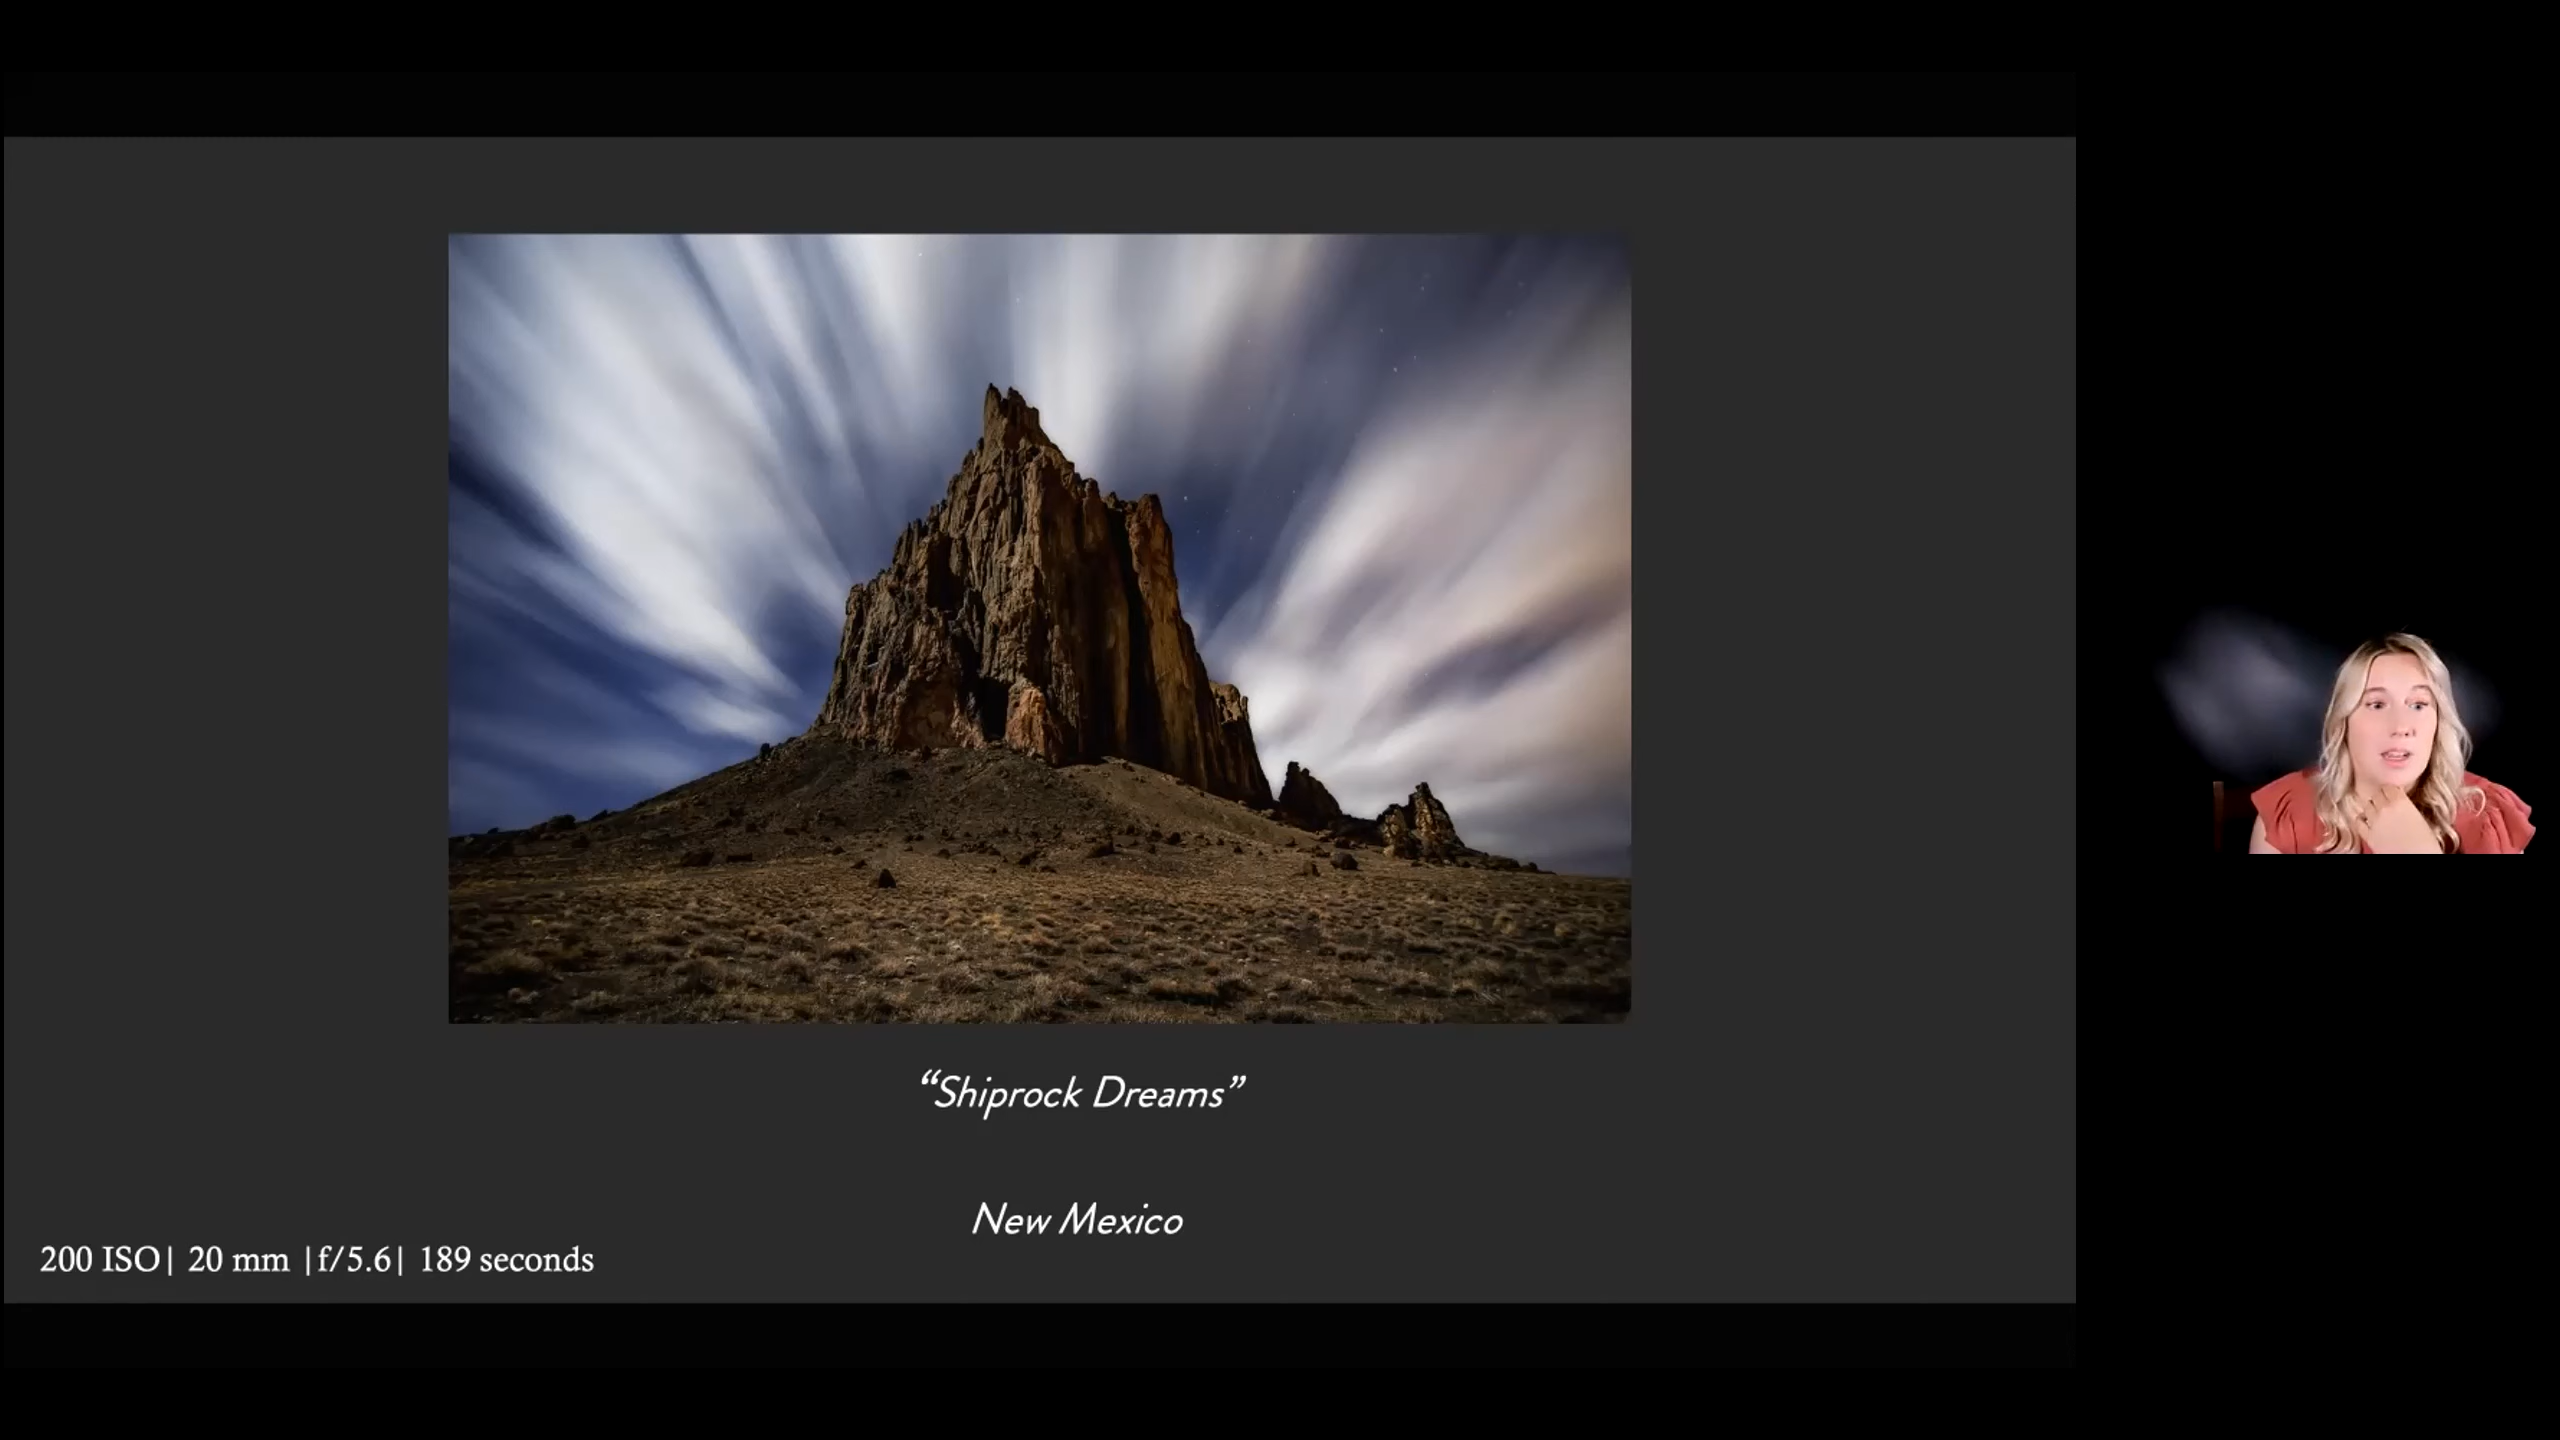 “Shiprock Dreams”
New Mexico
200 ISO| 20 mm |f/5.6| 189 seconds